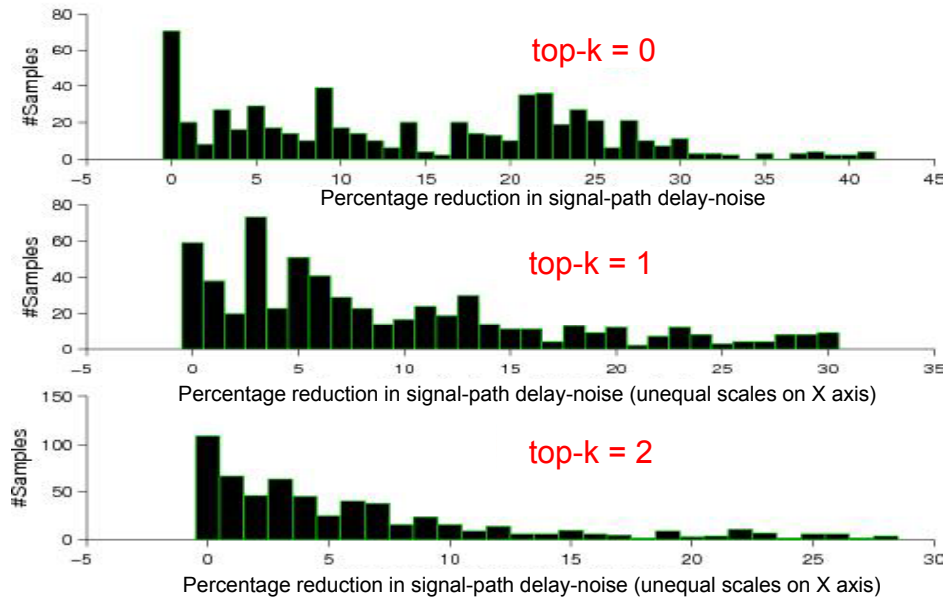 80
top-k = 0
60
#Samples
40
20
0
−5 0 5 10 15 20 25 30 35 40 45
Percentage reduction in signal-path delay-noise
80
60
top-k = 1
#Samples
40
20
0
−5 0 5 10 15 20 25 30 35
Percentage reduction in signal-path delay-noise (unequal scales on X axis)
150
top-k = 2
100
#Samples
50
0
−5 0 5 10 15 20 25 30
Percentage reduction in signal-path delay-noise (unequal scales on X axis)